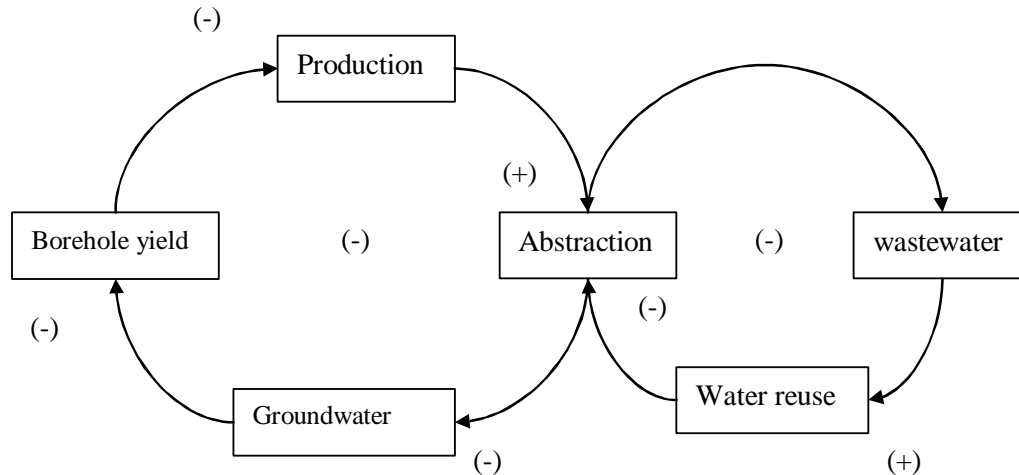 (-)
Production
(+)
Borehole yield
(-)
Abstraction
(-)
wastewater
(-)
(-)
Groundwater
Water reuse
(-)
(+)